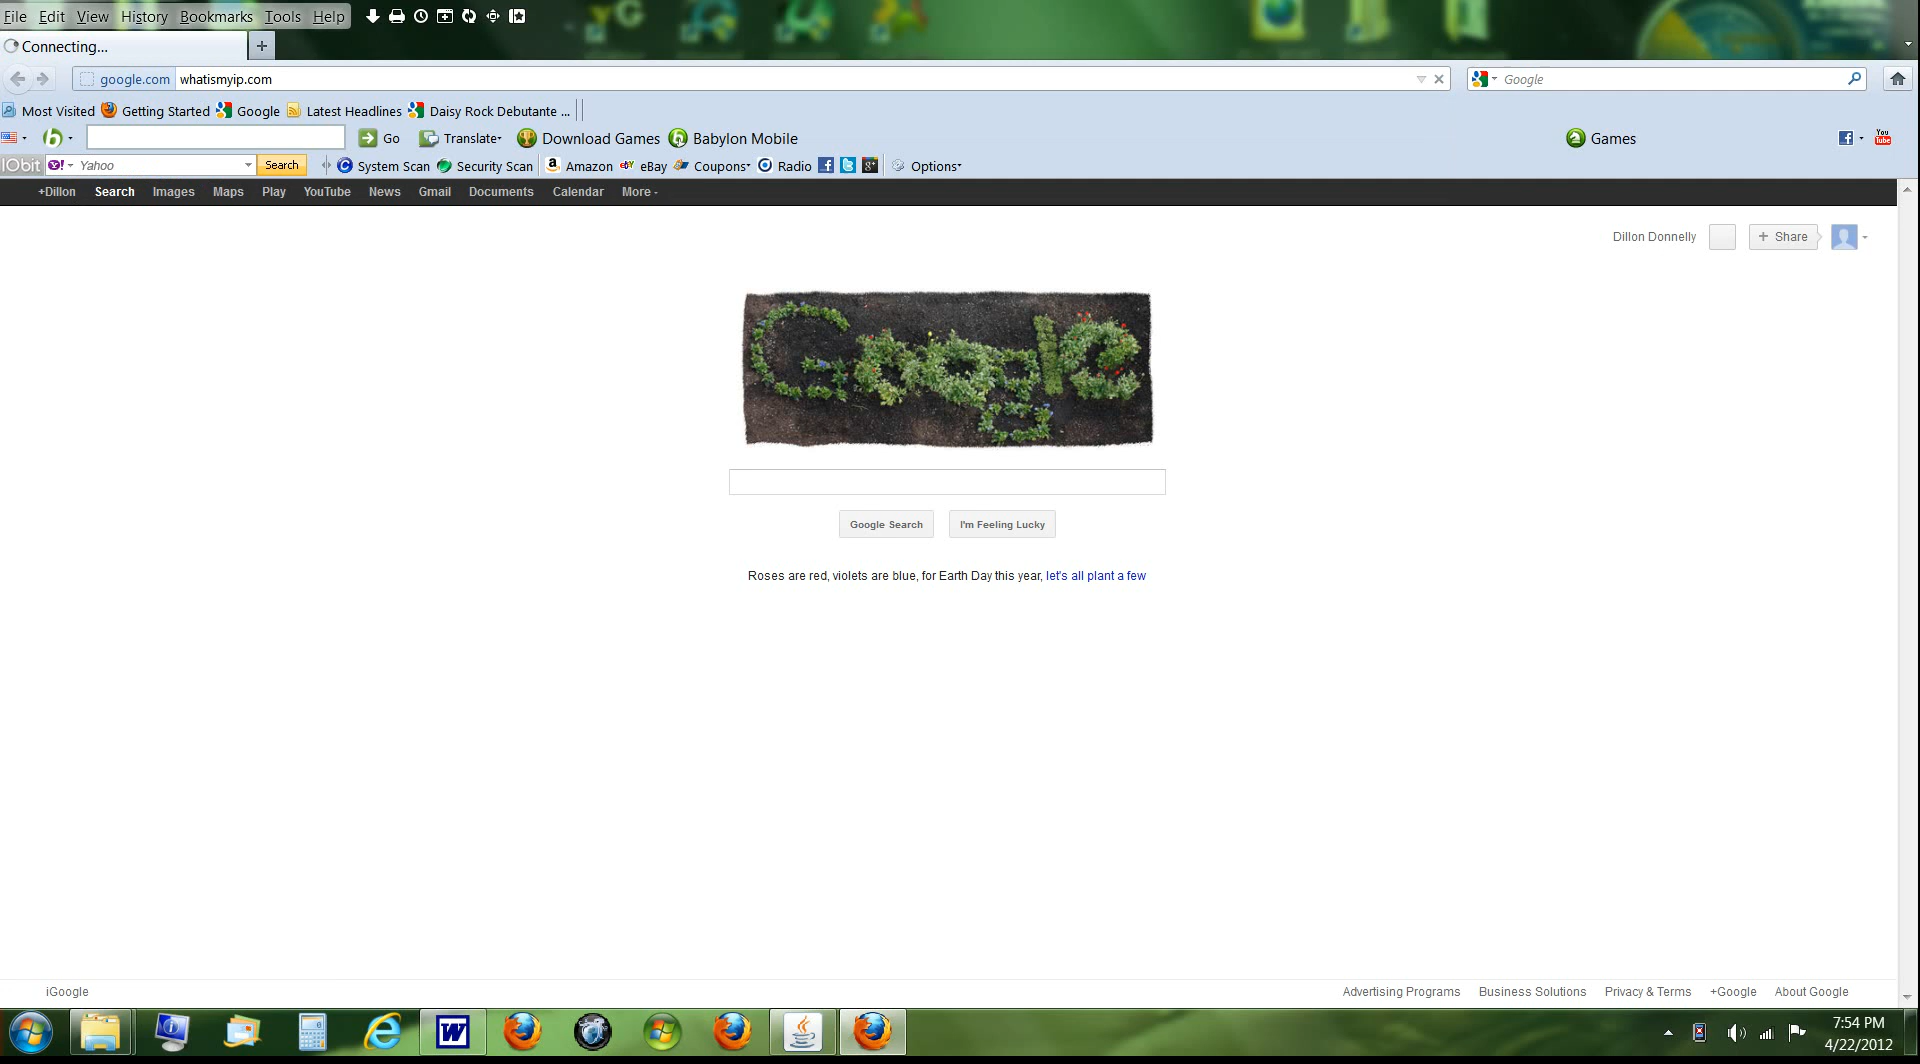 File Edit View History Bookmarks Tools Help
Connecting...
google.com whatismyip.com Google
Most Visited Getting Started Google Latest Headlines Daisy Rock Debutante ...
Go Translate Download Games Babylon Mobile Games You Tube
IObit Yahoo Search System Scan Security Scan Amazon eBay Coupons Radio Options
+Dillon Search Images Maps Play YouTube News Gmail Documents Calendar More
Dillon Donnelly + Share
Google
Google Search I'm Feeling Lucky
Roses are red, violets are blue, for Earth Day this year, let's all plant a few
iGoogle Advertising Programs Business Solutions Privacy & Terms +Google About Google
7:54 PM
4/22/2012